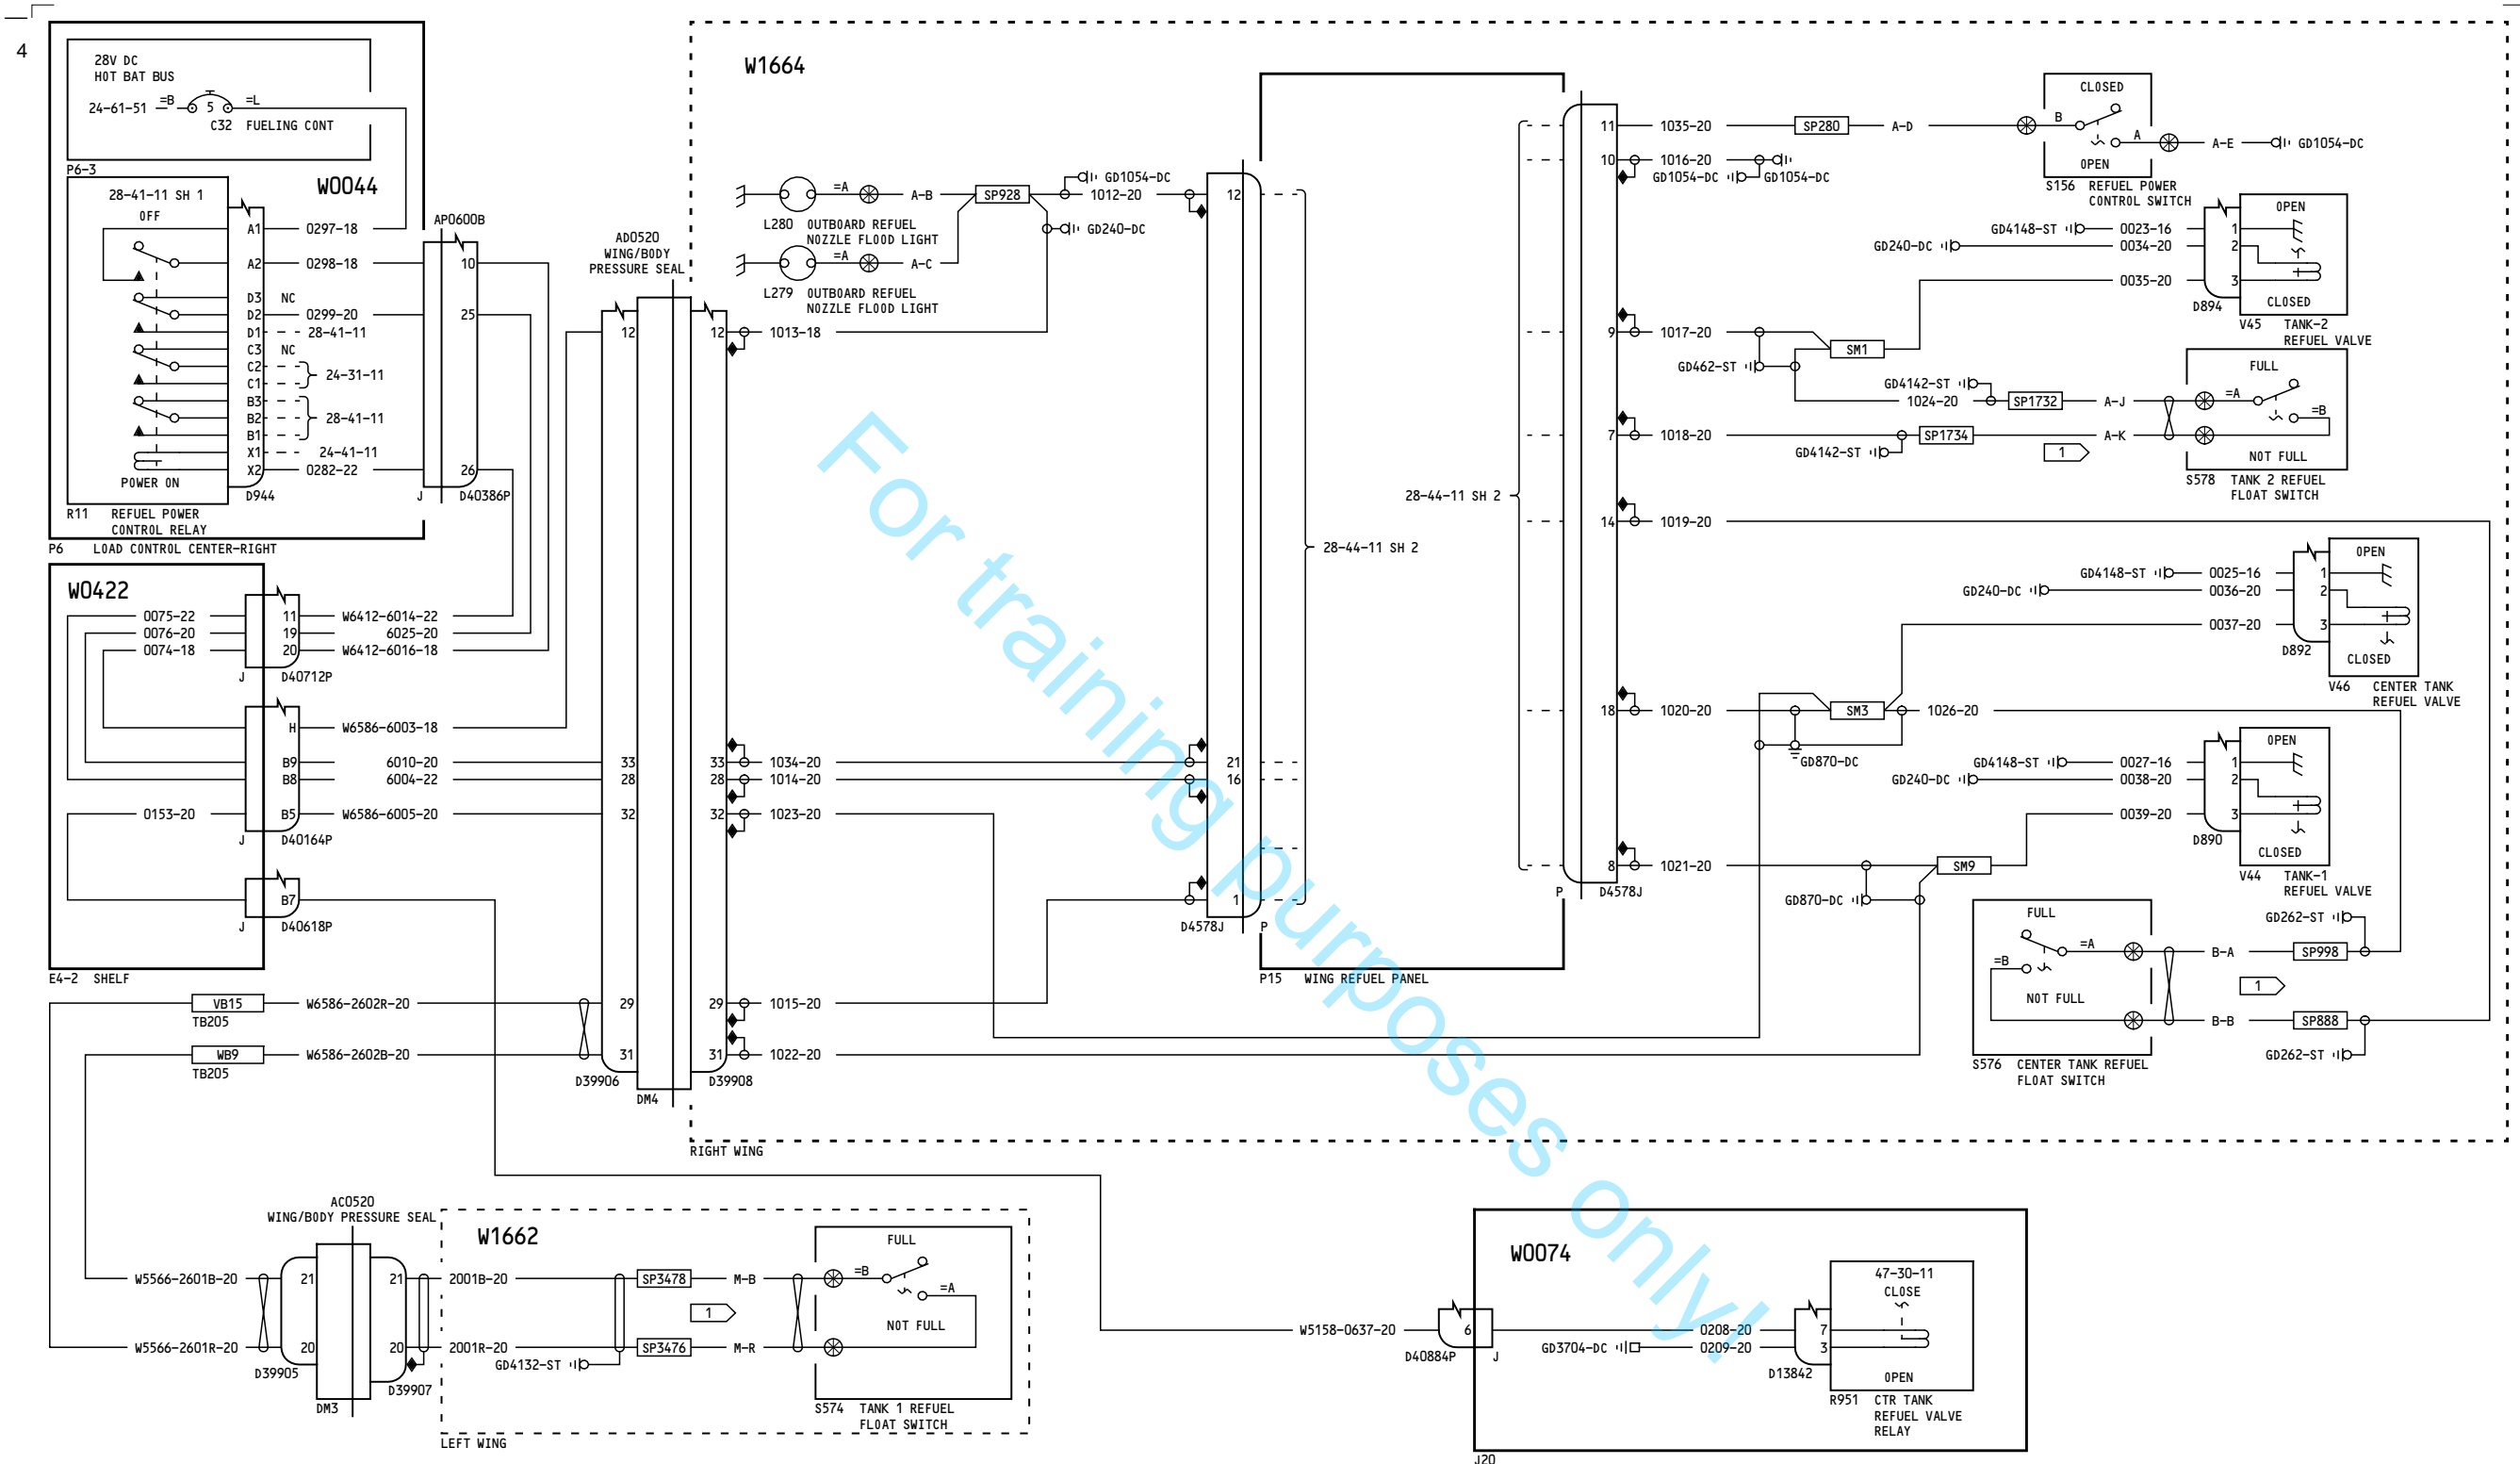 4
28V DC
HOT BAT BUS
24-61-51 =B 5 =L
C32 FUELING CONT
P6-3
W0044
28-41-11 SH 1
OFF
A1 0297-18
A2 0298-18
D3 NC
D2 0299-20
D1 28-41-11
C3 NC
C2
C1
24-31-11
B3
B2
B1
28-41-11
X1 24-41-11
X2 0282-22
POWER ON
D944
R11 REFUEL POWER
CONTROL RELAY
P6 LOAD CONTROL CENTER-RIGHT
AP0600B
10
25
26
J D40386P
W0422
0075-22 11 W6412-6014-22
0076-20 19 6025-20
0074-18 20 W6412-6016-18
J D40712P
H W6586-6003-18
B9 6010-20
B8 6004-22
0153-20 B5 W6586-6005-20
J D40164P
B7
J D40618P
E4-2 SHELF
VB15 W6586-2602R-20
TB205
WB9 W6586-2602B-20
TB205
AD0520
WING/BODY
PRESSURE SEAL
12 12 1013-18
33 33 1034-20
28 28 1014-20
32 32 1023-20
29 29 1015-20
31 31 1022-20
D39906 D39908
DM4
W1664
=A A-B SP928 1012-20 12
GD1054-DC
L280 OUTBOARD REFUEL
NOZZLE FLOOD LIGHT
GD240-DC
=A A-C
L279 OUTBOARD REFUEL
NOZZLE FLOOD LIGHT
21
16
1
D4578J P
28-44-11 SH 2
28-44-11 SH 2
P15 WING REFUEL PANEL
11 1035-20 SP280 A-D
10 1016-20
GD1054-DC GD1054-DC
9 1017-20 SM1
GD462-ST
GD4142-ST
1024-20 SP1732 A-J
7 1018-20 SP1734 A-K
GD4142-ST 1
14 1019-20
18 1020-20 SM3 1026-20
GD870-DC
8 1021-20 SM9
GD870-DC
P D4578J
CLOSED
B
A A-E GD1054-DC
OPEN
S156 REFUEL POWER
CONTROL SWITCH
OPEN
GD4148-ST 0023-16 1
GD240-DC 0034-20 2
0035-20 3
CLOSED
D894
V45 TANK-2
REFUEL VALVE
FULL
=A
=B
NOT FULL
S578 TANK 2 REFUEL
FLOAT SWITCH
OPEN
GD4148-ST 0025-16 1
GD240-DC 0036-20 2
0037-20 3
D892
CLOSED
V46 CENTER TANK
REFUEL VALVE
OPEN
GD4148-ST 0027-16 1
GD240-DC 0038-20 2
0039-20 3
D890
CLOSED
V44 TANK-1
REFUEL VALVE
FULL
=A B-A SP998
GD262-ST
=B
NOT FULL
1
B-B SP888
GD262-ST
S576 CENTER TANK REFUEL
FLOAT SWITCH
RIGHT WING
AC0520
WING/BODY PRESSURE SEAL
W5566-2601B-20 21 21 2001B-20 SP3478 M-B =B
W5566-2601R-20 20 20 2001R-20 SP3476 M-R
D39905 D39907
DM3
W1662
1
GD4132-ST
FULL
=A
NOT FULL
S574 TANK 1 REFUEL
FLOAT SWITCH
LEFT WING
W0074
47-30-11
CLOSE
W5158-0637-20 6 0208-20 7
GD3704-DC 0209-20 3
D40884P J D13842
OPEN
R951 CTR TANK
REFUEL VALVE
RELAY
J20
For training purposes only!